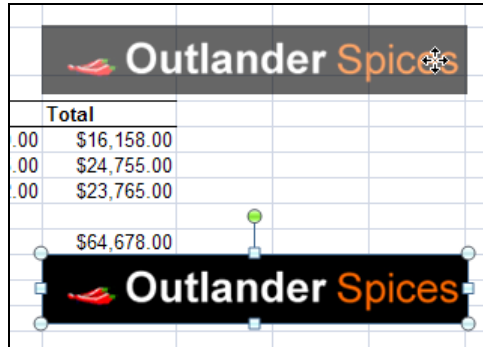 Outlander Spices
Total
.00 $16,158.00
.00 $24,755.00
.00 $23,765.00
$64,678.00
Outlander Spices